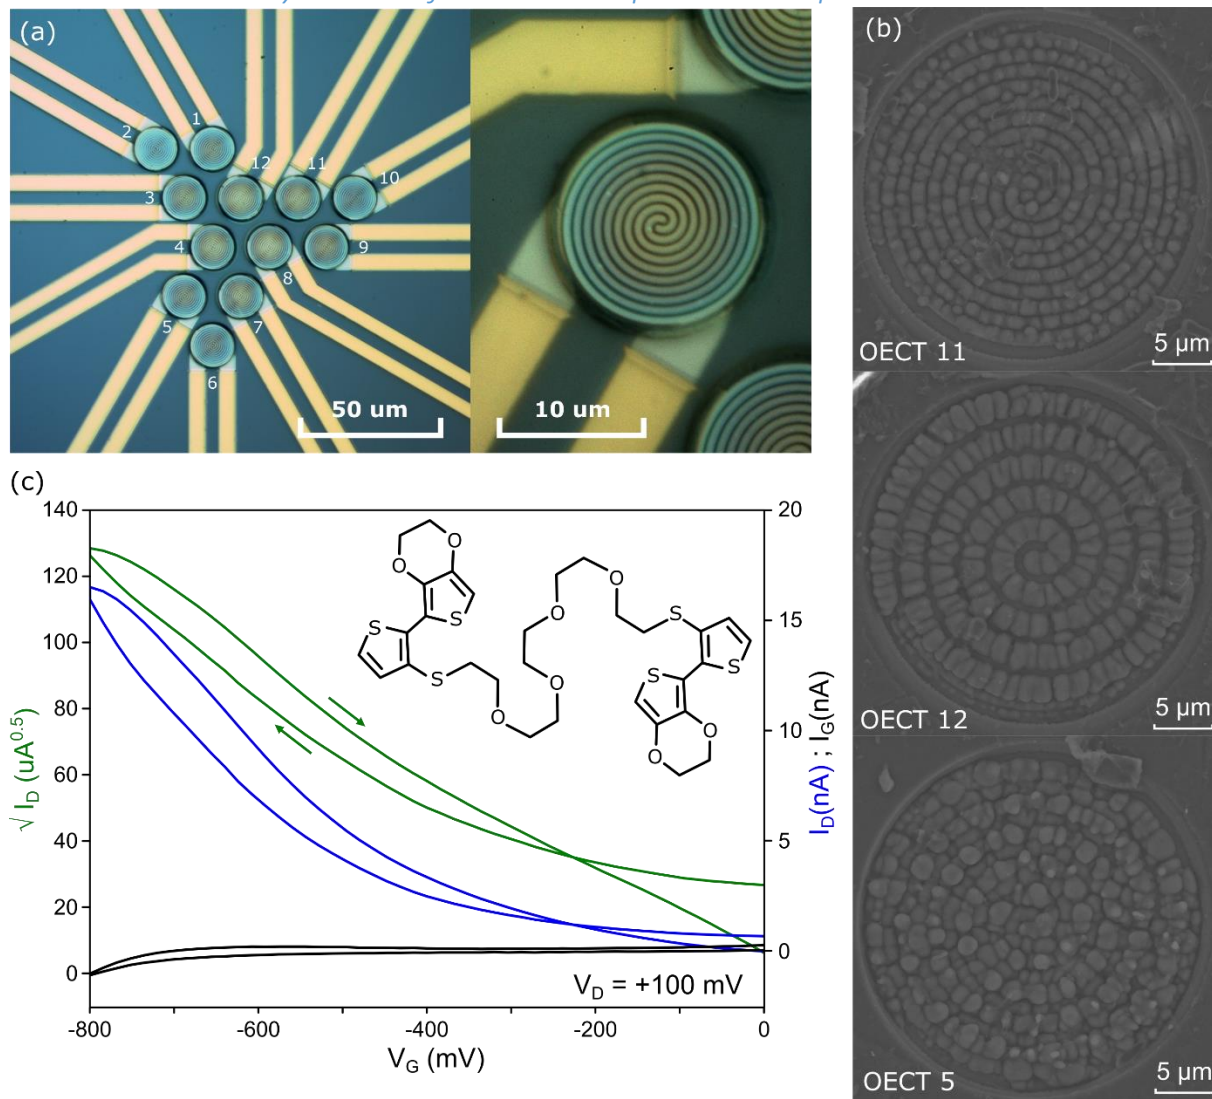 (a)
1
2
12
11
10
3
4
9
8
5
7
6
50 um
10 um
(b)
OECT 11
5 µm
OECT 12
5 µm
OECT 5
5 µm
(c)
140
120
100
80
60
40
20
0
√ I_D (uA^0.5)
20
15
10
5
0
I_D(nA) ; I_G(nA)
O
O
S
S
S
O
O
O
O
S
S
S
O
O
V_D = +100 mV
-800
-600
-400
-200
0
V_G (mV)